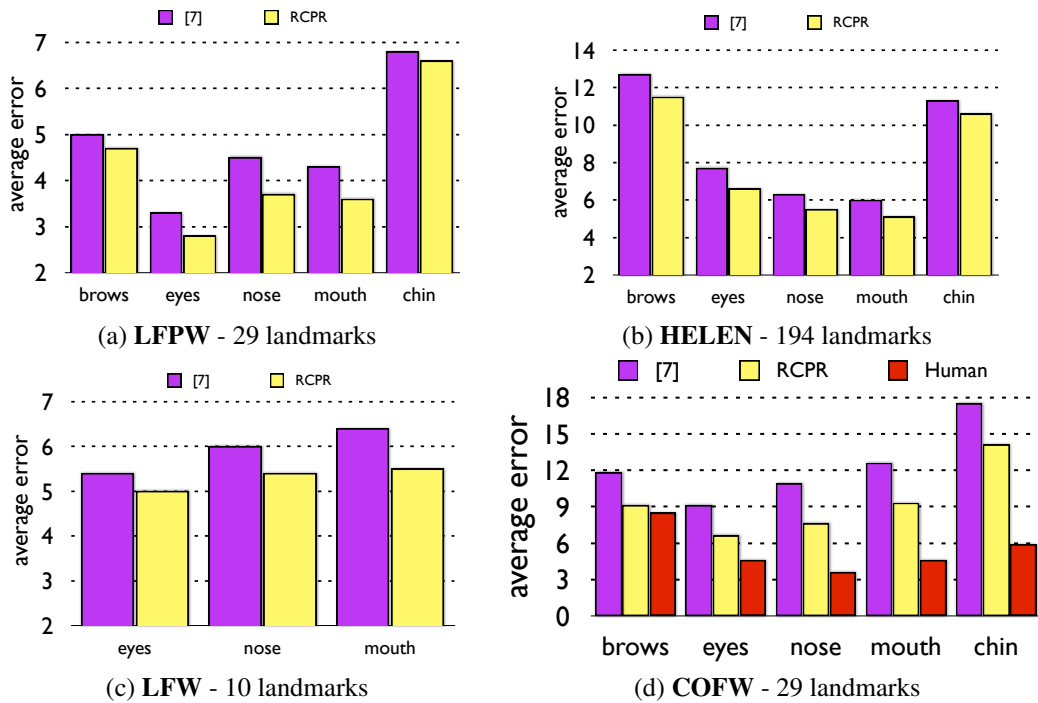 [7] RCPR
average error
7
6
5
4
3
2
brows eyes nose mouth chin
(a) LFPW - 29 landmarks
[7] RCPR
average error
14
12
10
8
6
4
2
brows eyes nose mouth chin
(b) HELEN - 194 landmarks
[7] RCPR
average error
7
6
5
4
3
2
eyes nose mouth
(c) LFW - 10 landmarks
[7] RCPR Human
average error
18
15
12
9
6
3
0
brows eyes nose mouth chin
(d) COFW - 29 landmarks